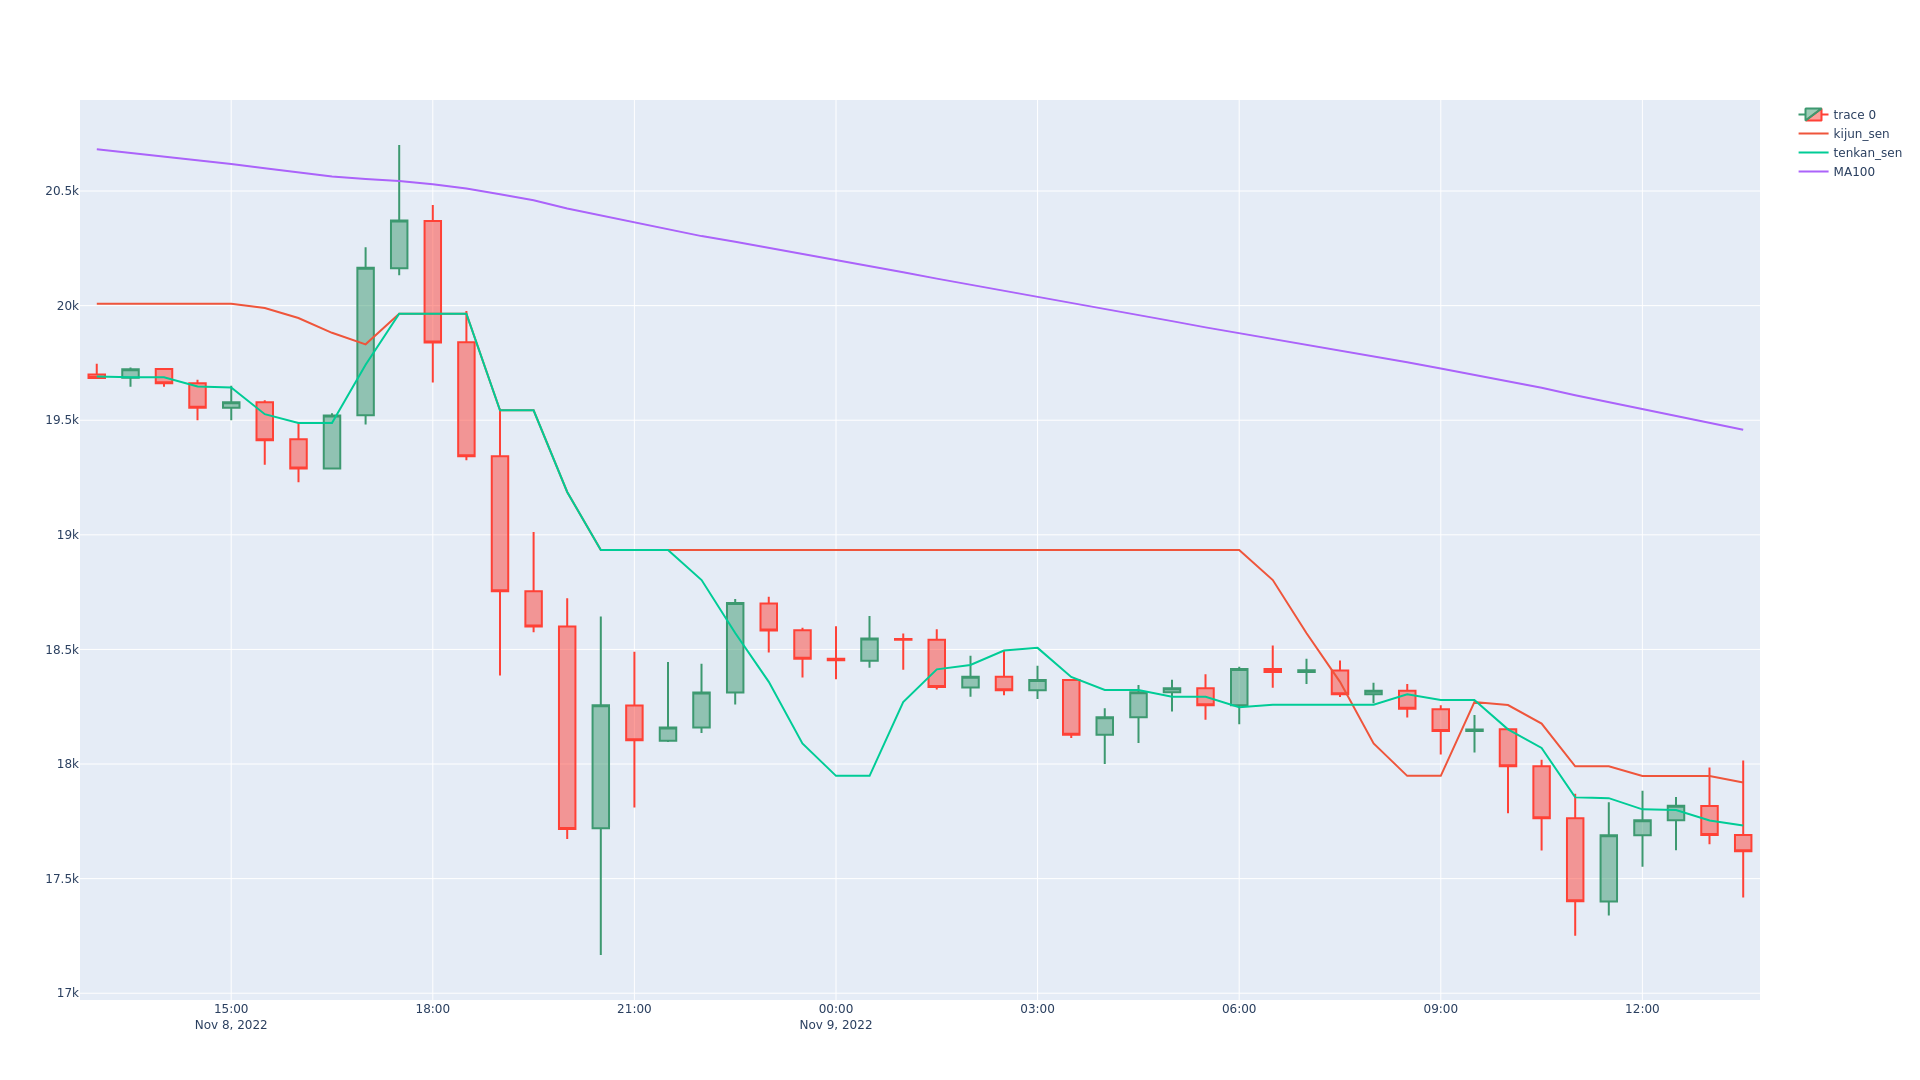 trace 0
kijun_sen
tenkan_sen
MA100
20.5k
20k
19.5k
19k
18.5k
18k
17.5k
17k
15:00 18:00 21:00 00:00 03:00 06:00 09:00 12:00
Nov 8, 2022 Nov 9, 2022